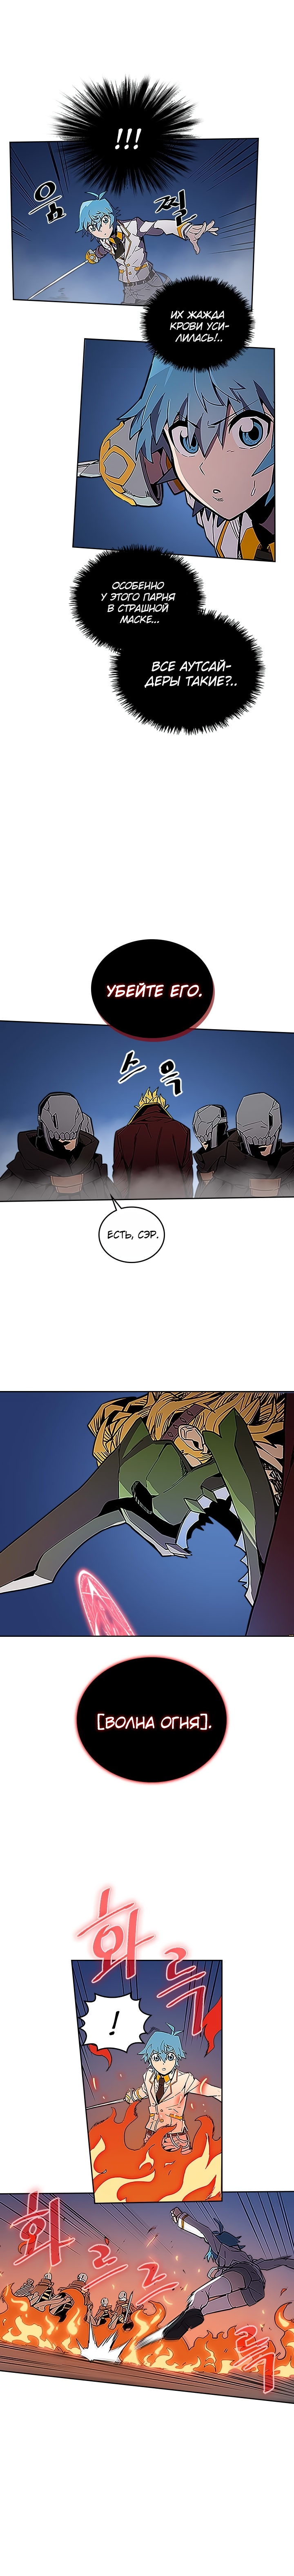 !!!
움찔
ИХ ЖАЖДА
КРОВИ УСИ-
ЛИЛАСЬ!..
ОСОБЕННО
У ЭТОГО ПАРНЯ
В СТРАШНОЙ
МАСКЕ...
ВСЕ АУТСАЙ-
ДЕРЫ ТАКИЕ?..
УБЕЙТЕ ЕГО.
스윽
ЕСТЬ, СЭР.
[ВОЛНА ОГНЯ].
화르륵
!
화르르륵